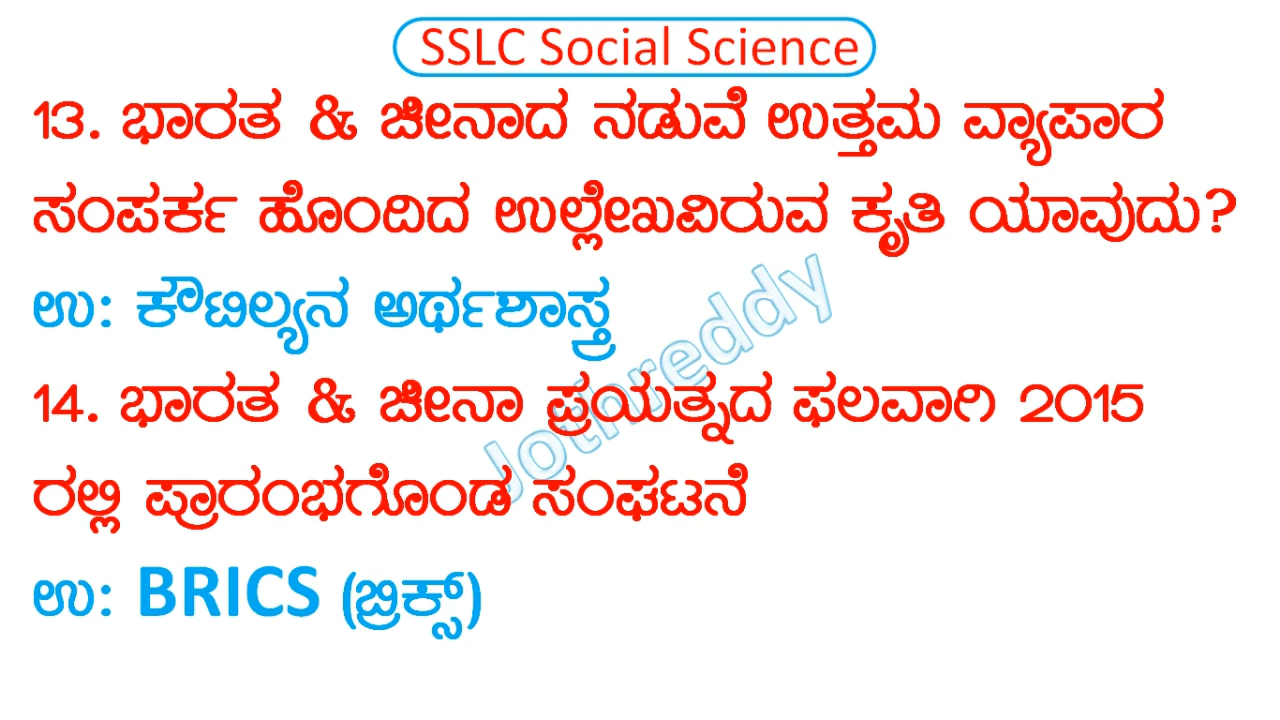 SSLC Social Science
13. ಭಾರತ & ಚೀನಾದ ನಡುವೆ ಉತ್ತಮ ವ್ಯಾಪಾರ
ಸಂಪರ್ಕ ಹೊಂದಿದ ಉಲ್ಲೇಖವಿರುವ ಕೃತಿ ಯಾವುದು?
ಉ: ಕೌಟಿಲ್ಯನ ಅರ್ಥಶಾಸ್ತ್ರ
14. ಭಾರತ & ಚೀನಾ ಪ್ರಯತ್ನದ ಫಲವಾಗಿ 2015
ರಲ್ಲಿ ಪ್ರಾರಂಭಗೊಂಡ ಸಂಘಟನೆ
ಉ: BRICS (ಬ್ರಿಕ್ಸ್)
Jothreddy